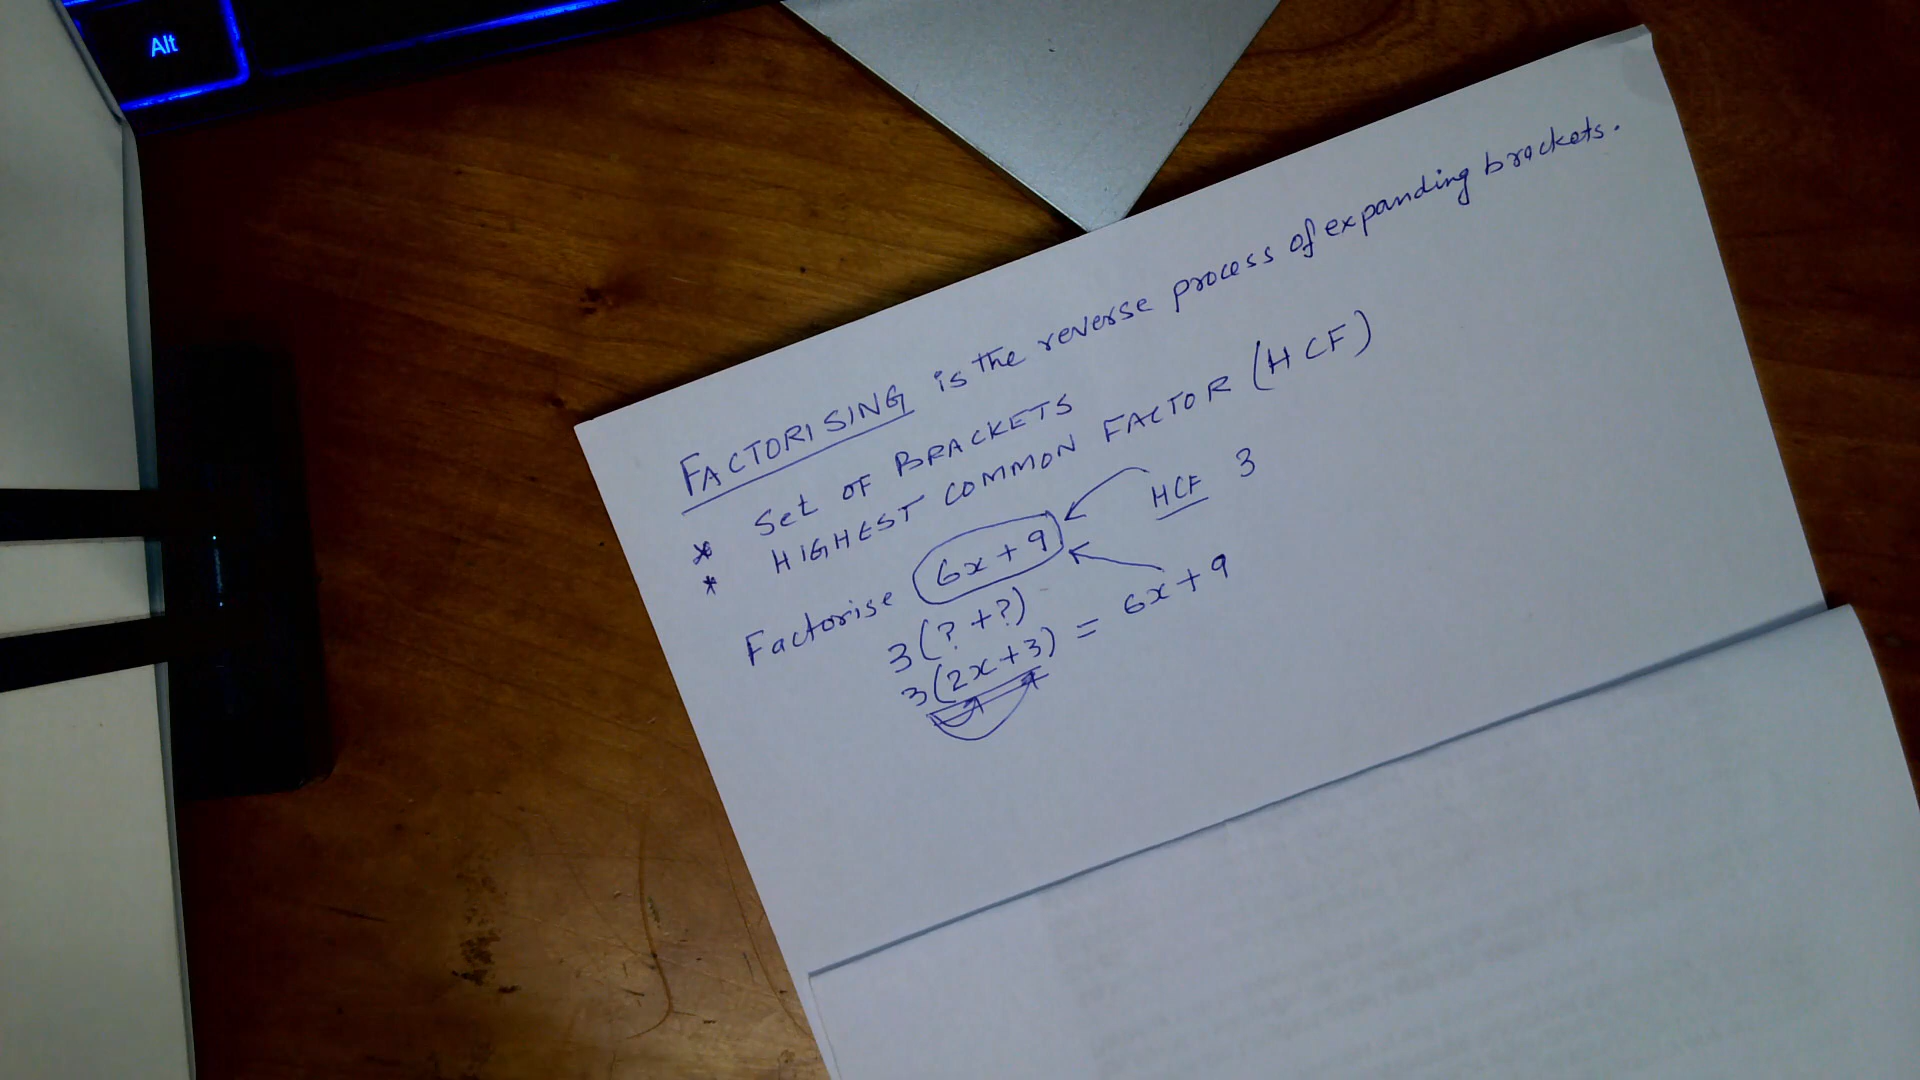 Alt
FACTORISING is the reverse process of expanding brackets.
* Set OF BRACKETS
* HIGHEST COMMON FACTOR (HCF)
Factorise 6x + 9 HCF 3
3(? + ?)
3(2x + 3) = 6x + 9